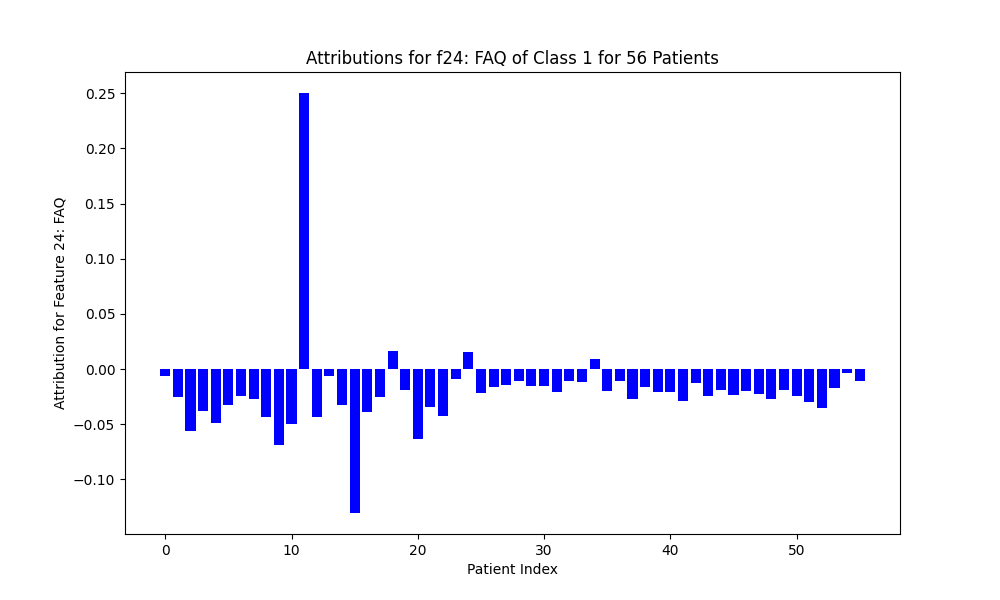 Attributions for f24: FAQ of Class 1 for 56 Patients
Attribution for Feature 24: FAQ
0.25
0.20
0.15
0.10
0.05
0.00
−0.05
−0.10
0 10 20 30 40 50
Patient Index